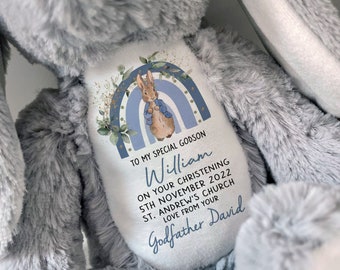 TO MY SPECIAL GODSON
William
ON YOUR CHRISTENING
5TH NOVEMBER 2022
ST. ANDREW'S CHURCH
LOVE FROM YOUR
Godfather David